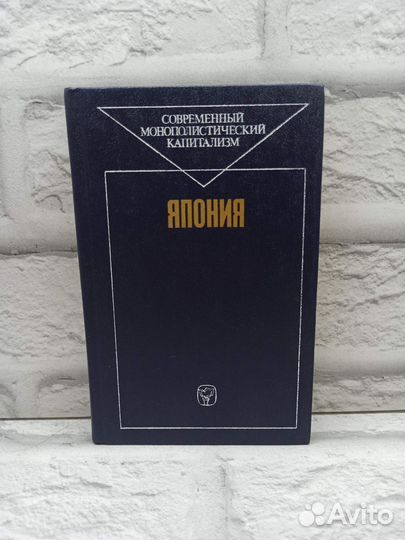 СОВРЕМЕННЫЙ
МОНОПОЛИСТИЧЕСКИЙ
КАПИТАЛИЗМ
ЯПОНИЯ
Avito